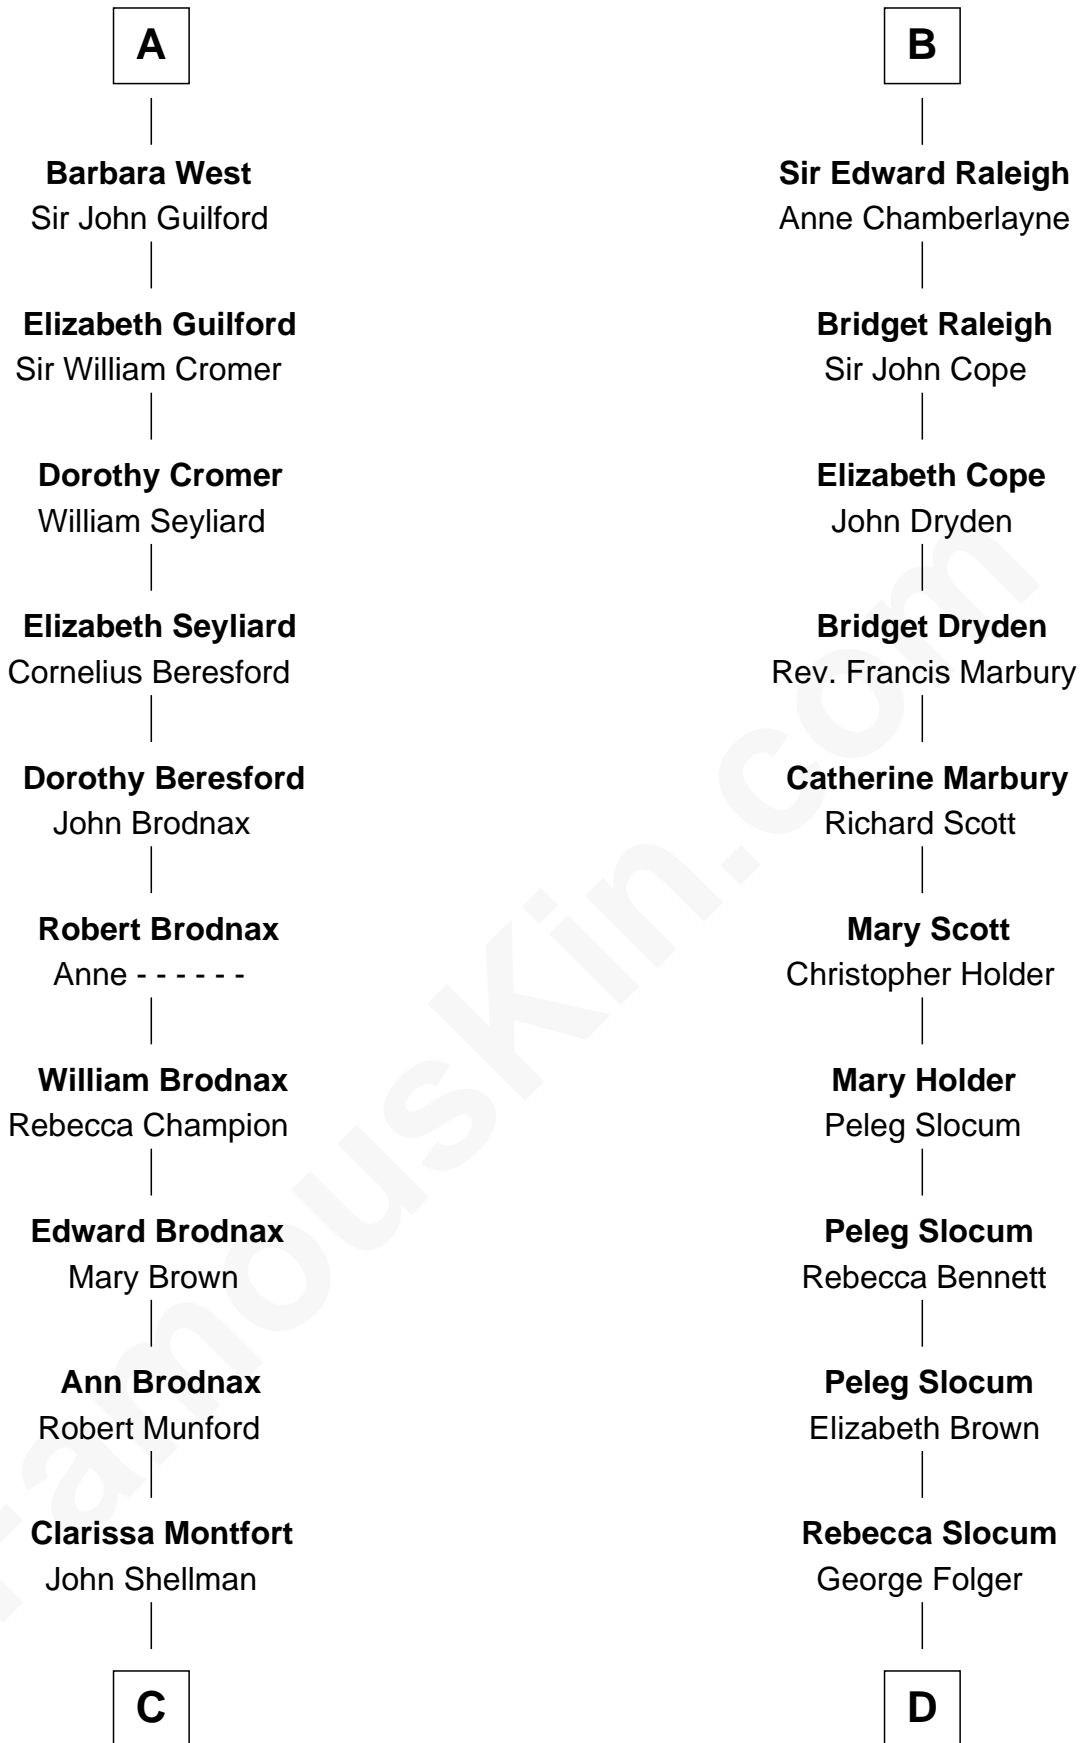 A
Barbara West
Sir John Guilford
Elizabeth Guilford
Sir William Cromer
Dorothy Cromer
William Seyliard
Elizabeth Seyliard
Cornelius Beresford
Dorothy Beresford
John Brodnax
Robert Brodnax
Anne - - - - - -
William Brodnax
Rebecca Champion
Edward Brodnax
Mary Brown
Ann Brodnax
Robert Munford
Clarissa Montfort
John Shellman
C
B
Sir Edward Raleigh
Anne Chamberlayne
Bridget Raleigh
Sir John Cope
Elizabeth Cope
John Dryden
Bridget Dryden
Rev. Francis Marbury
Catherine Marbury
Richard Scott
Mary Scott
Christopher Holder
Mary Holder
Peleg Slocum
Peleg Slocum
Rebecca Bennett
Peleg Slocum
Elizabeth Brown
Rebecca Slocum
George Folger
D
FamousKin.com